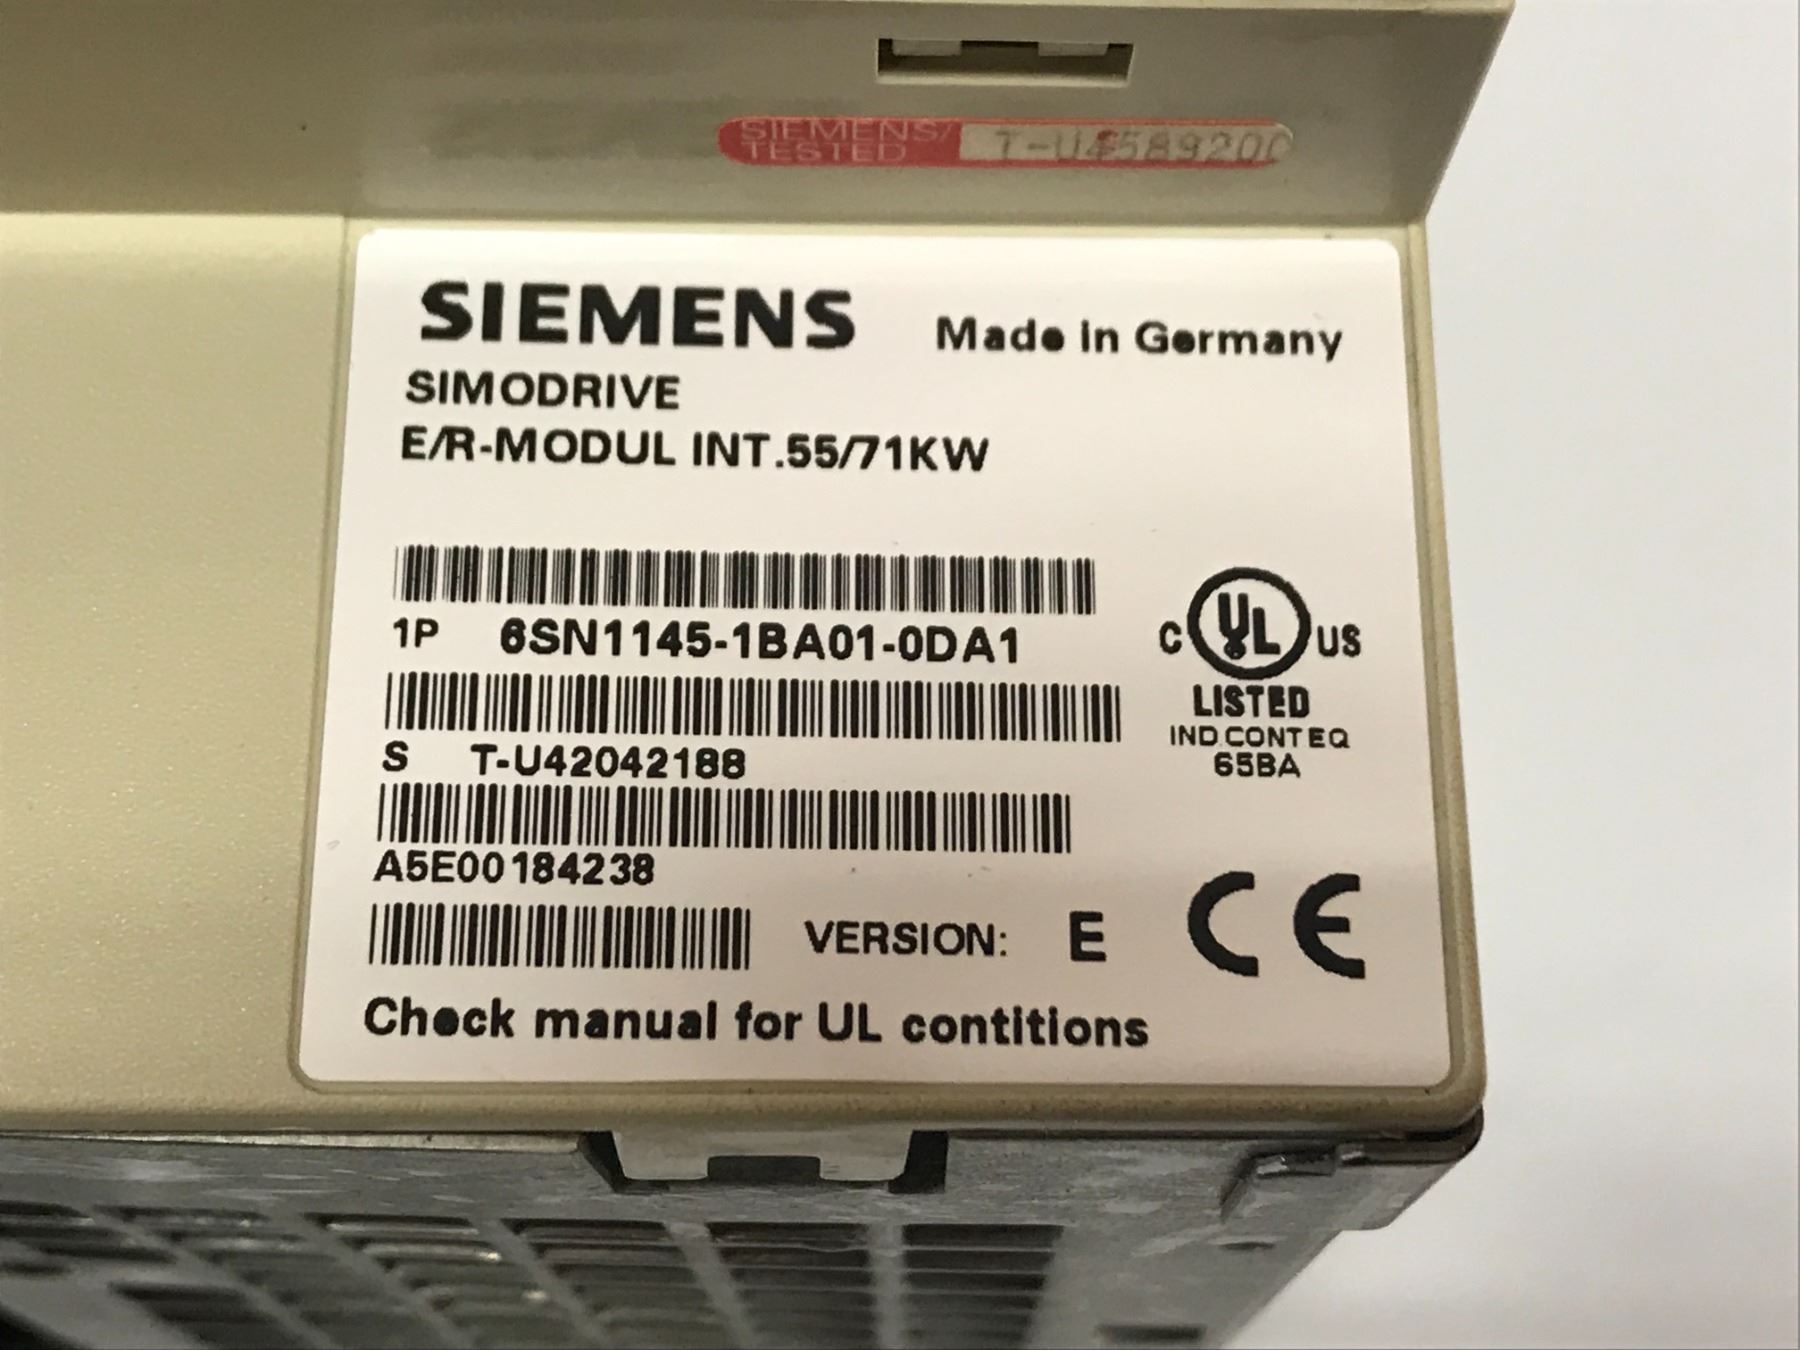 SIEMENS/
TESTED
SIEMENS Made in Germany
SIMODRIVE
E/R-MODUL INT.55/71KW
1P 6SN1145-1BA01-0DA1
C UL US
LISTED
IND.CONT EQ
65BA
S T-U42042188
A5E00184238
VERSION: E CE
Check manual for UL contitions